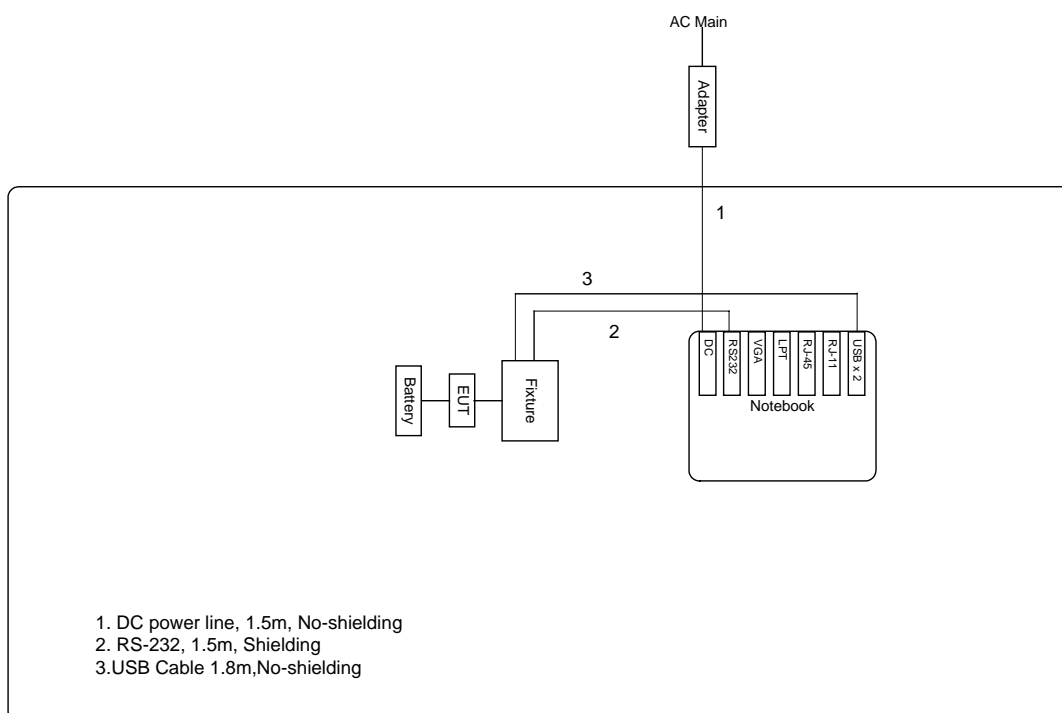 AC Main
Adapter
1
3
2
DC
RS232
VGA
LPT
RJ-45
RJ-11
USB x 2
Notebook
Battery
EUT
Fixture
1. DC power line, 1.5m, No-shielding
2. RS-232, 1.5m, Shielding
3.USB Cable 1.8m,No-shielding